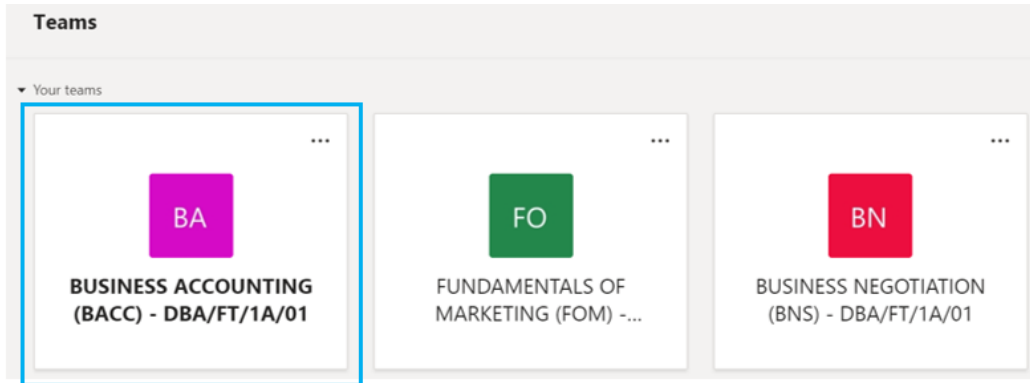 Teams
Your teams
...
...
...
BA
FO
BN
BUSINESS ACCOUNTING
(BACC) - DBA/FT/1A/01
FUNDAMENTALS OF
MARKETING (FOM) -...
BUSINESS NEGOTIATION
(BNS) - DBA/FT/1A/01